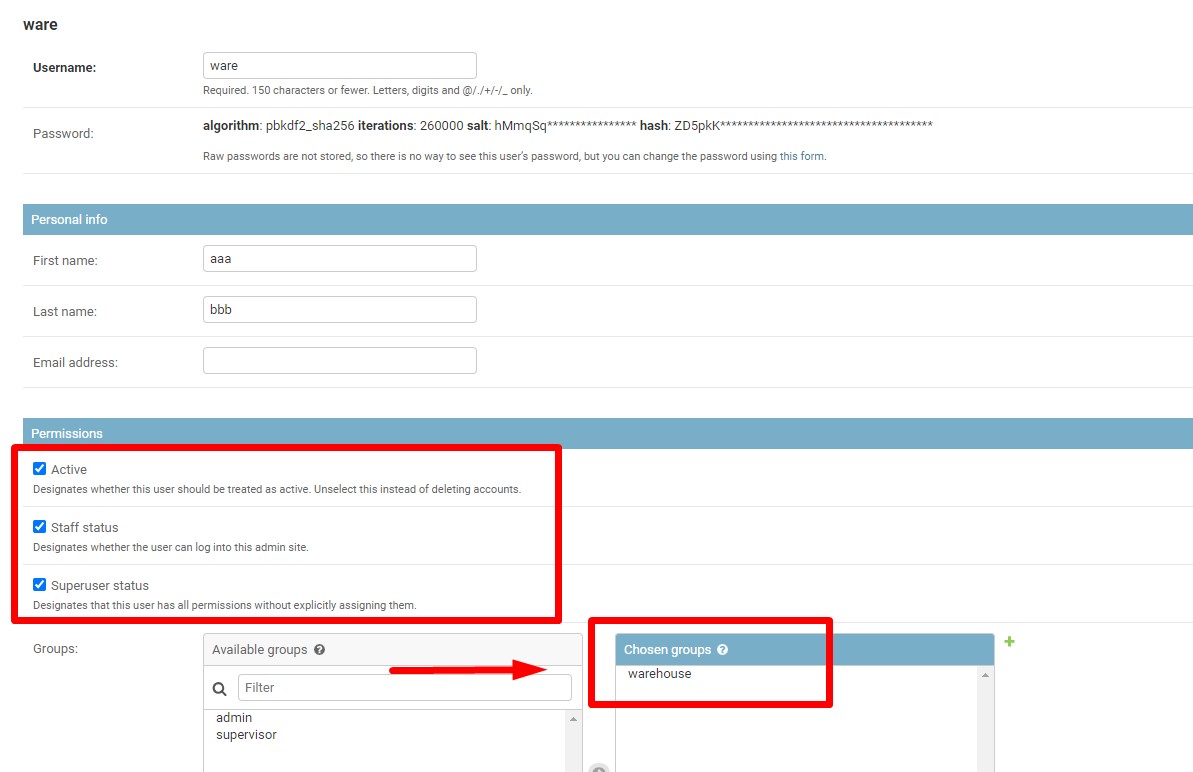 ware
Username:
ware
Required. 150 characters or fewer. Letters, digits and @/./+/-/_ only.
Password:
algorithm: pbkdf2_sha256 iterations: 260000 salt: hMmqSq**************** hash: ZD5pkK**************************************
Raw passwords are not stored, so there is no way to see this user's password, but you can change the password using this form.
Personal info
First name:
aaa
Last name:
bbb
Email address:
Permissions
Active
Designates whether this user should be treated as active. Unselect this instead of deleting accounts.
Staff status
Designates whether the user can log into this admin site.
Superuser status
Designates that this user has all permissions without explicitly assigning them.
Groups:
Available groups ?
Filter
admin
supervisor
Chosen groups ?
warehouse